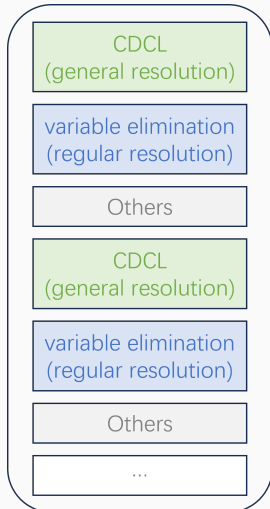 CDCL
(general resolution)
variable elimination
(regular resolution)
Others
CDCL
(general resolution)
variable elimination
(regular resolution)
Others
...